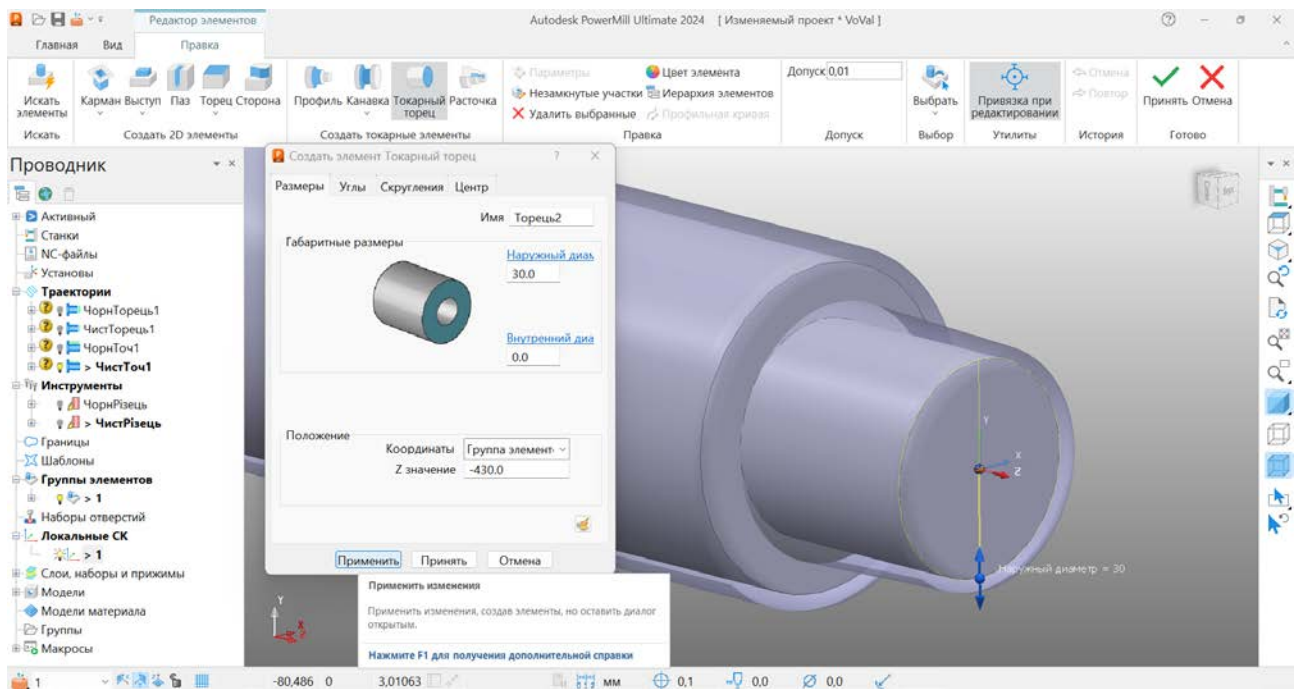 Редактор элементов
Autodesk PowerMill Ultimate 2024 [ Изменяемый проект * VoVal ]
Главная Вид Правка
Искать элементы
Карман Выступ Паз Торец Сторона
Профиль Канавка Токарный торец Расточка
Параметры
Незамкнутые участки
Удалить выбранные
Цвет элемента
Иерархия элементов
Профильная кривая
Допуск 0,01
Выбрать
Привязка при редактировании
Отмена
Повтор
Принять Отмена
Искать Создать 2D элементы Создать токарные элементы Правка Допуск Выбор Утилиты История Готово
Проводник
Активный
Станки
NC-файлы
Установы
Траектории
ЧорнТорець1
ЧистТорець1
ЧорнТоч1
> ЧистТоч1
Инструменты
ЧорнРізець
> ЧистРізець
Границы
Шаблоны
Группы элементов
> 1
Наборы отверстий
Локальные СК
> 1
Слои, наборы и прижимы
Модели
Модели материала
Группы
Макросы
Создать элемент Токарный торец ? ×
Размеры Углы Скругления Центр
Имя Торець2
Габаритные размеры
Наружный диам
30.0
Внутренний диа
0.0
Положение
Координаты Группа элемент
Z значение -430.0
Применить Принять Отмена
Применить изменения
Применить изменения, создав элементы, но оставить диалог открытым.
Нажмите F1 для получения дополнительной справки
Y
X
Z
Наружный диаметр = 30
Y
X
Z
1 -80,486 0 3,01063 мм 0,1 0,0 0,0